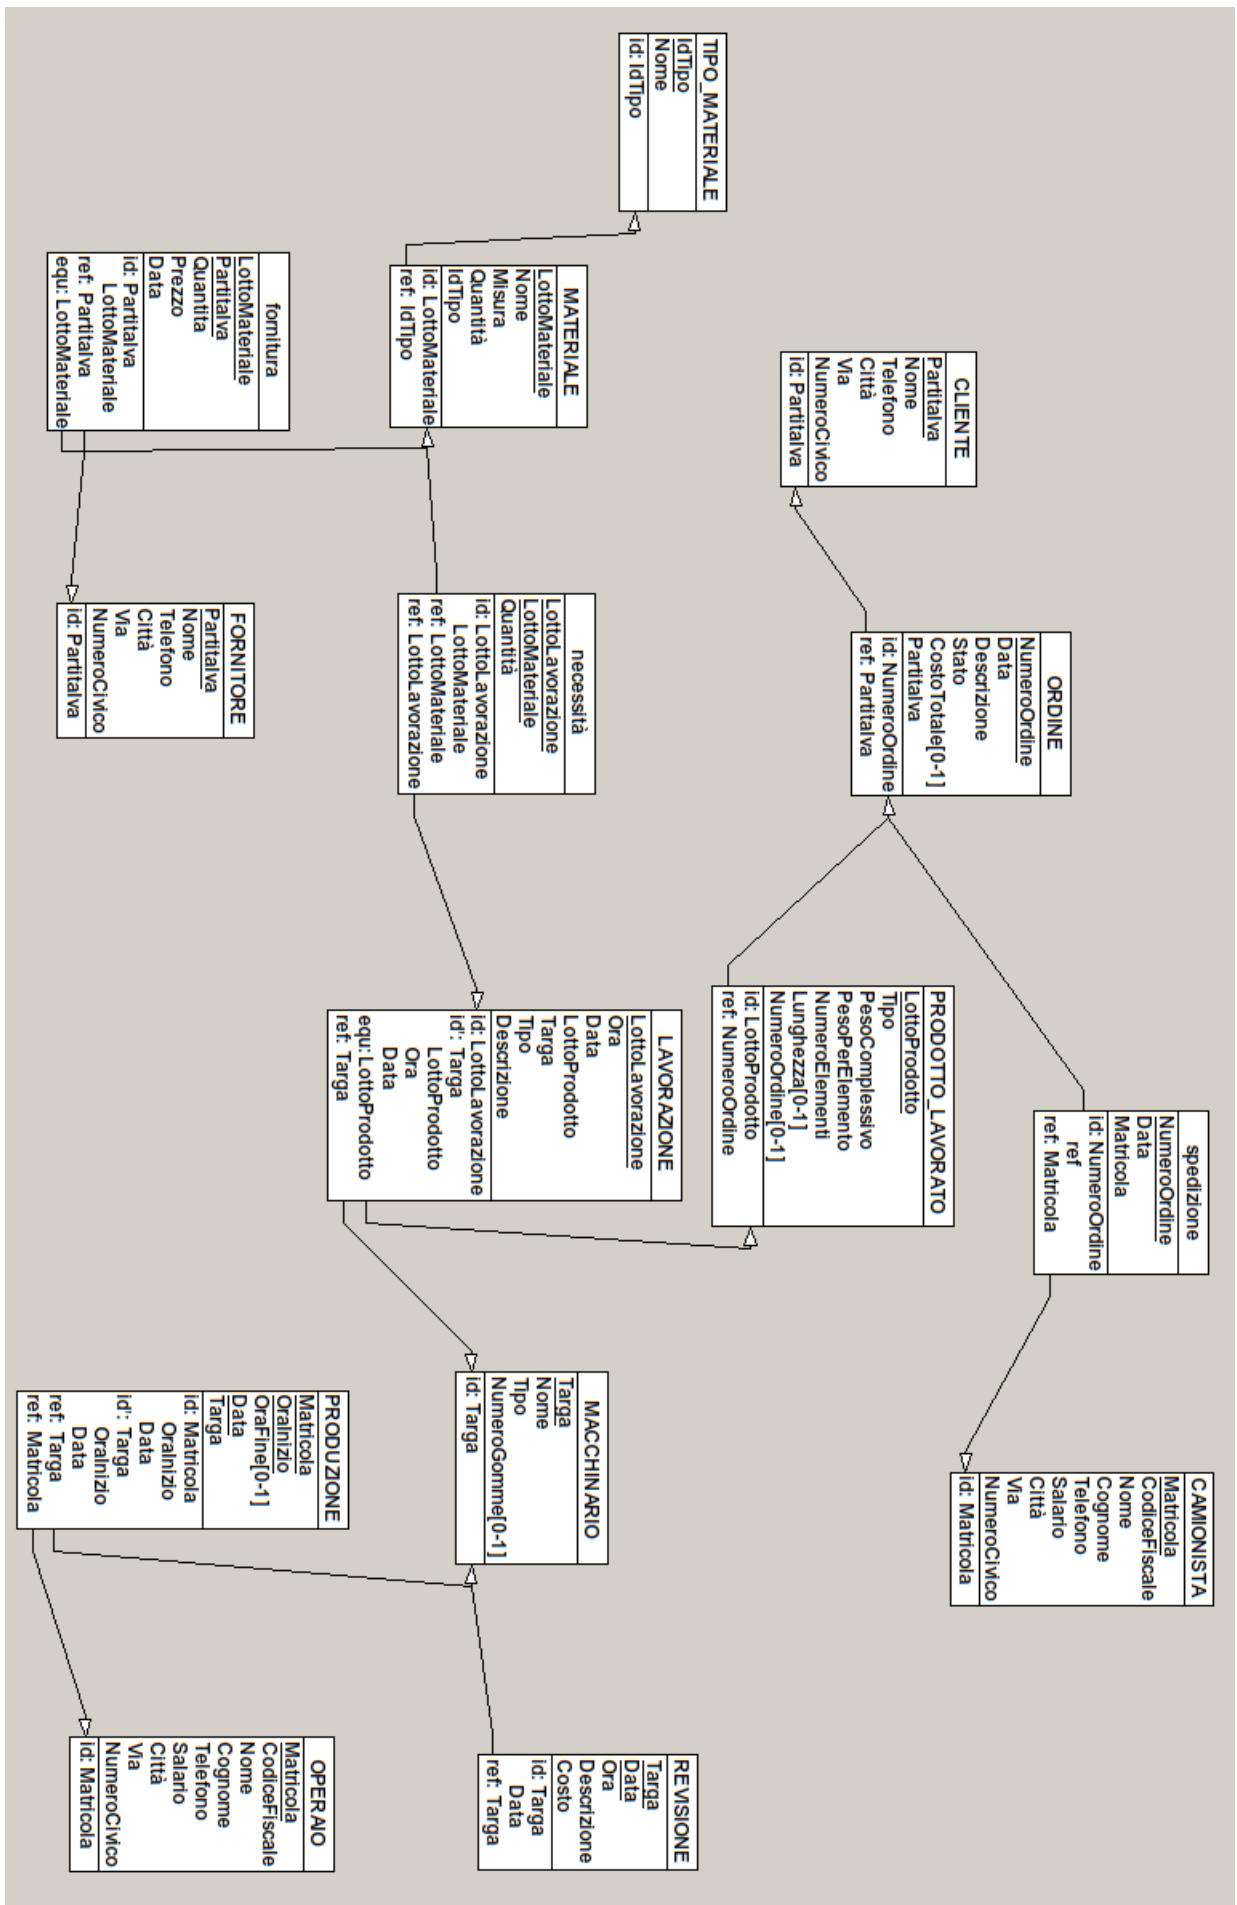 TIPO_MATERIALE
IdTipo
Nome
id: IdTipo
MATERIALE
LottoMateriale
Nome
Misura
Quantità
IdTipo
id: LottoMateriale
ref: IdTipo
fornitura
LottoMateriale
PartitaIva
Quantita
Prezzo
Data
id: PartitaIva
LottoMateriale
ref: PartitaIva
equ: LottoMateriale
CLIENTE
PartitaIva
Nome
Telefono
Città
Via
NumeroCivico
id: PartitaIva
FORNITORE
PartitaIva
Nome
Telefono
Città
Via
NumeroCivico
id: PartitaIva
necessità
LottoLavorazione
LottoMateriale
Quantità
id: LottoLavorazione
LottoMateriale
ref: LottoMateriale
ref: LottoLavorazione
ORDINE
NumeroOrdine
Data
Descrizione
Stato
CostoTotale[0-1]
PartitaIva
id: NumeroOrdine
ref: PartitaIva
PRODOTTO_LAVORATO
LottoProdotto
Tipo
PesoComplessivo
PesoPerElemento
NumeroElementi
Lunghezza[0-1]
NumeroOrdine[0-1]
id: LottoProdotto
ref: NumeroOrdine
LAVORAZIONE
LottoLavorazione
Ora
Data
LottoProdotto
Targa
Tipo
Descrizione
id: LottoLavorazione
id': Targa
LottoProdotto
Ora
Data
equ: LottoProdotto
ref: Targa
spedizione
NumeroOrdine
Data
Matricola
id: NumeroOrdine
ref
ref: Matricola
MACCHINARIO
Targa
Nome
Tipo
NumeroGomme[0-1]
id: Targa
PRODUZIONE
Matricola
OraInizio
OraFine[0-1]
Data
Targa
id: Matricola
OraInizio
Data
id': Targa
OraInizio
Data
ref: Targa
ref: Matricola
CAMIONISTA
Matricola
CodiceFiscale
Nome
Cognome
Telefono
Salario
Città
Via
NumeroCivico
id: Matricola
REVISIONE
Targa
Data
Ora
Descrizione
Costo
id: Targa
Data
ref: Targa
OPERAIO
Matricola
CodiceFiscale
Nome
Cognome
Telefono
Salario
Città
Via
NumeroCivico
id: Matricola